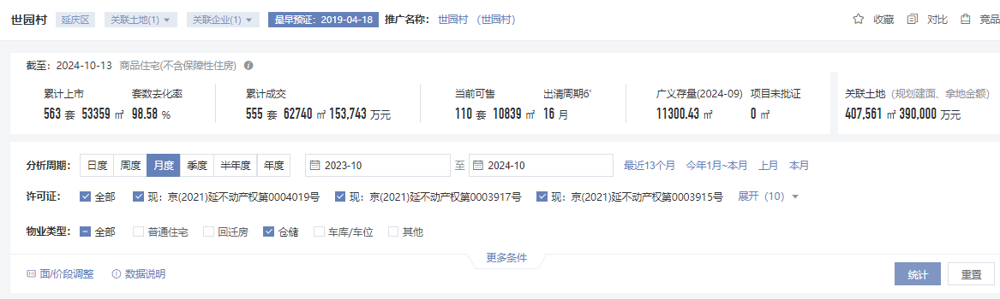 世园村 延庆区 关联土地(1) 关联企业(1) 最早预证：2019-04-18 推广名称： 世园村 (世园村) 收藏 对比 竞品
截至：2024-10-13 商品住宅(不含保障性住房)
累计上市 套数去化率 累计成交 当前可售 出清周期6' 广义存量(2024-09) 项目未批证 关联土地 (规划建面、拿地金额)
563 套 53359 ㎡ 98.58 % 555 套 62740 ㎡ 153,743 万元 110 套 10839 ㎡ 16 月 11300.43 ㎡ 0 ㎡ 407,561 ㎡ 390,000 万元
分析周期： 日度 周度 月度 季度 半年度 年度 2023-10 至 2024-10 最近13个月 今年1月~本月 上月 本月
许可证： 全部 现：京(2021)延不动产权第0004019号 现：京(2021)延不动产权第0003917号 现：京(2021)延不动产权第0003915号 展开（10）
物业类型： 全部 普通住宅 回迁房 仓储 车库/车位 其他
更多条件
面/价段调整 数据说明 统计 重置